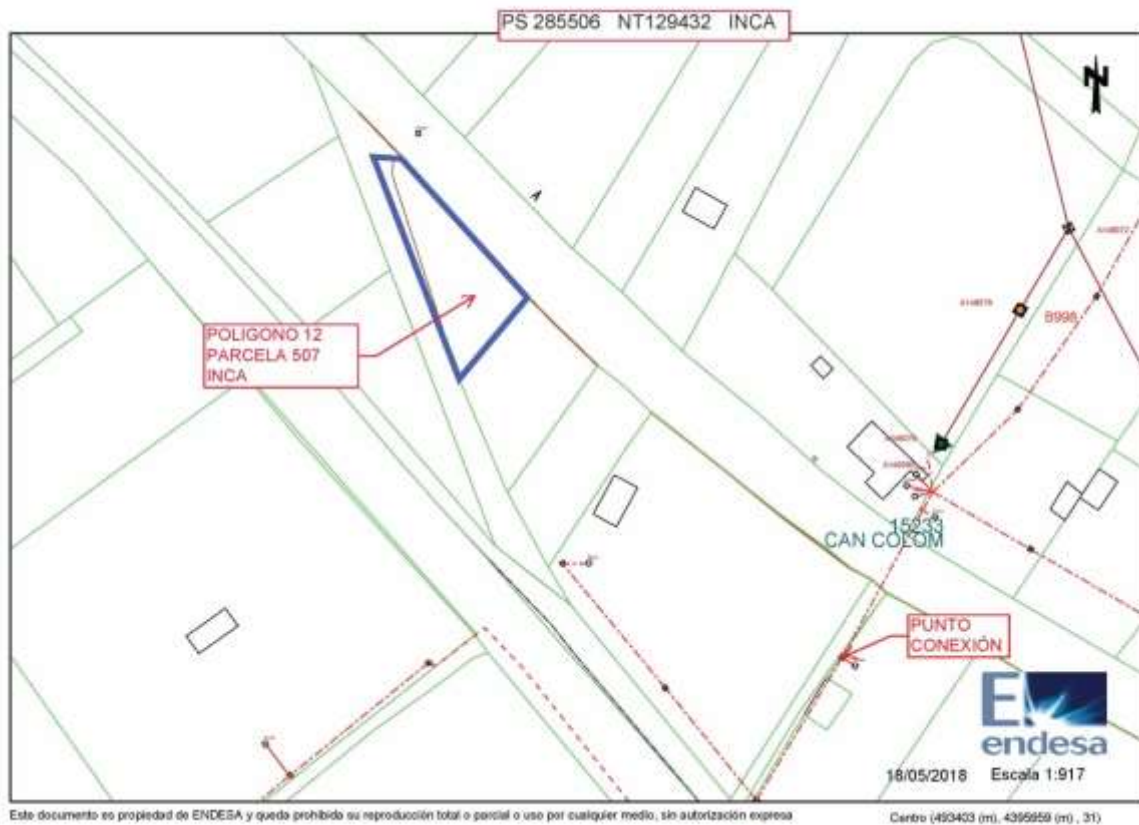 PS 285506 NT129432 INCA
N
A
POLIGONO 12
PARCELA 507
INCA
B998
15233
CAN COLOM
PUNTO
CONEXIÓN
E
endesa
18/05/2018 Escala 1:917
Este documento es propiedad de ENDESA y queda prohibida su reproducción total o parcial o uso por cualquier medio, sin autorización expresa
Centro (493403 (m), 4395959 (m) , 31)